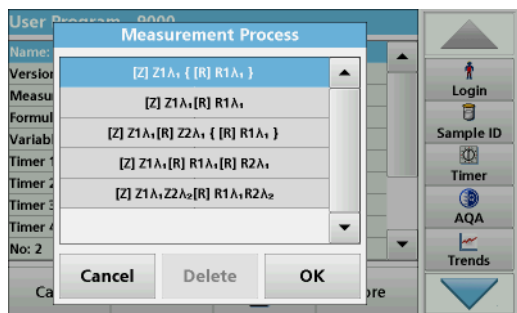 User Program - 9000
Measurement Process
Name:
Version
Measu
Formul
Variabl
Timer 1
Timer 2
Timer 3
Timer 4
No: 2
[Z] Z1λ₁ { [R] R1λ₁ }
[Z] Z1λ₁[R] R1λ₁
[Z] Z1λ₁[R] Z2λ₁ { [R] R1λ₁ }
[Z] Z1λ₁[R] R1λ₁[R] R2λ₁
[Z] Z1λ₁Z2λ₂[R] R1λ₁R2λ₂
Cancel
Delete
OK
Ca
ore
Login
Sample ID
Timer
AQA
Trends